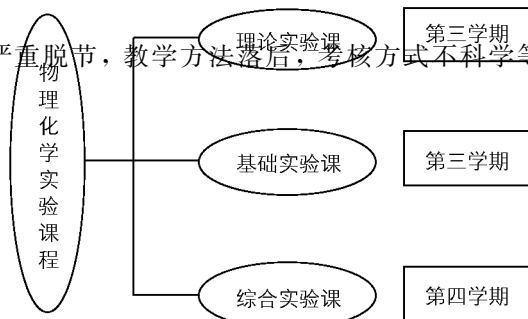 理论实验课
第三学期
严重脱节，教学方法落后，考核方式不科学等
物理化学实验课程
基础实验课
第三学期
综合实验课
第四学期